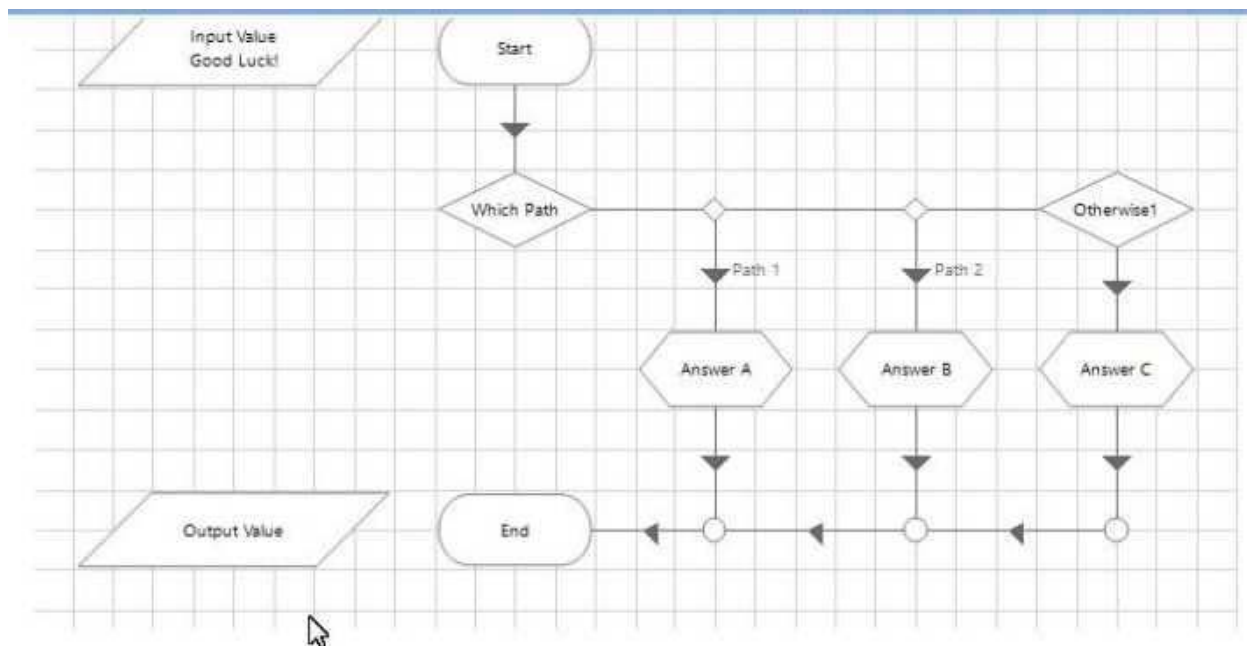 Input Value
Good Luck!
Start
Which Path
Otherwise1
Path 1
Path 2
Answer A
Answer B
Answer C
Output Value
End